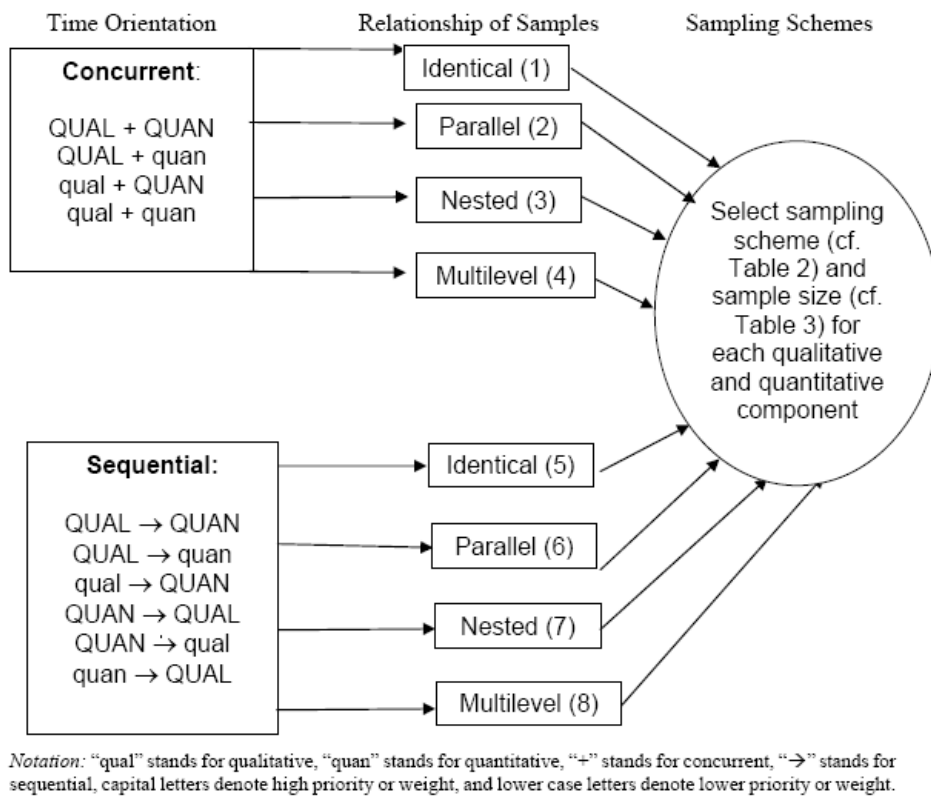 Time Orientation
Relationship of Samples
Sampling Schemes
Concurrent:
QUAL + QUAN
QUAL + quan
qual + QUAN
qual + quan
Identical (1)
Parallel (2)
Nested (3)
Multilevel (4)
Select sampling
scheme (cf.
Table 2) and
sample size (cf.
Table 3) for
each qualitative
and quantitative
component
Sequential:
QUAL → QUAN
QUAL → quan
qual → QUAN
QUAN → QUAL
QUAN → qual
quan → QUAL
Identical (5)
Parallel (6)
Nested (7)
Multilevel (8)
Notation: “qual” stands for qualitative, “quan” stands for quantitative, “+” stands for concurrent, “→” stands for
sequential, capital letters denote high priority or weight, and lower case letters denote lower priority or weight.